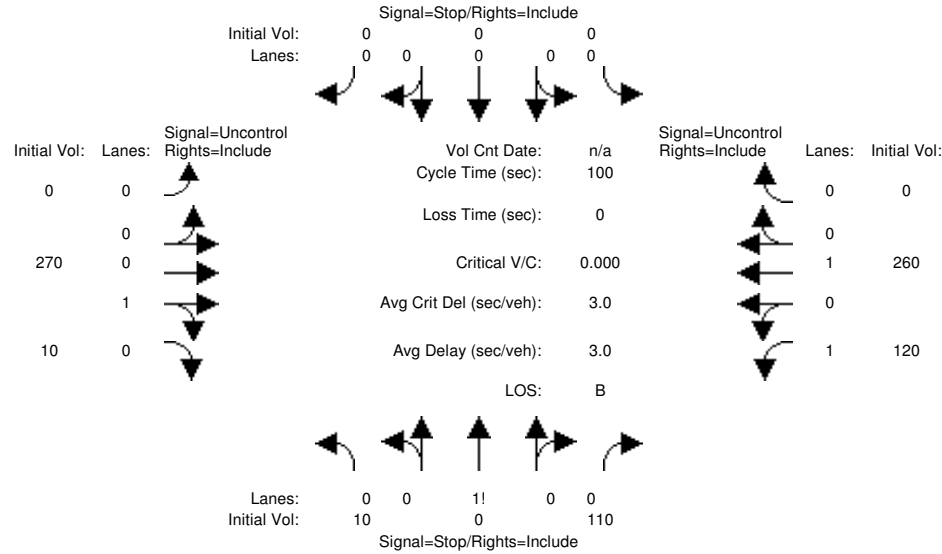 Signal=Stop/Rights=Include
Initial Vol: 0 0 0
Lanes: 0 0 0 0 0
Signal=Uncontrol Signal=Uncontrol
Initial Vol: Lanes: Rights=Include Vol Cnt Date: n/a Rights=Include Lanes: Initial Vol:
Cycle Time (sec): 100
0 0 0 0
Loss Time (sec): 0
0 0
270 0 Critical V/C: 0.000 1 260
1 Avg Crit Del (sec/veh): 3.0 0
10 0 Avg Delay (sec/veh): 3.0 1 120
LOS: B
Lanes: 0 0 1! 0 0
Initial Vol: 10 0 110
Signal=Stop/Rights=Include